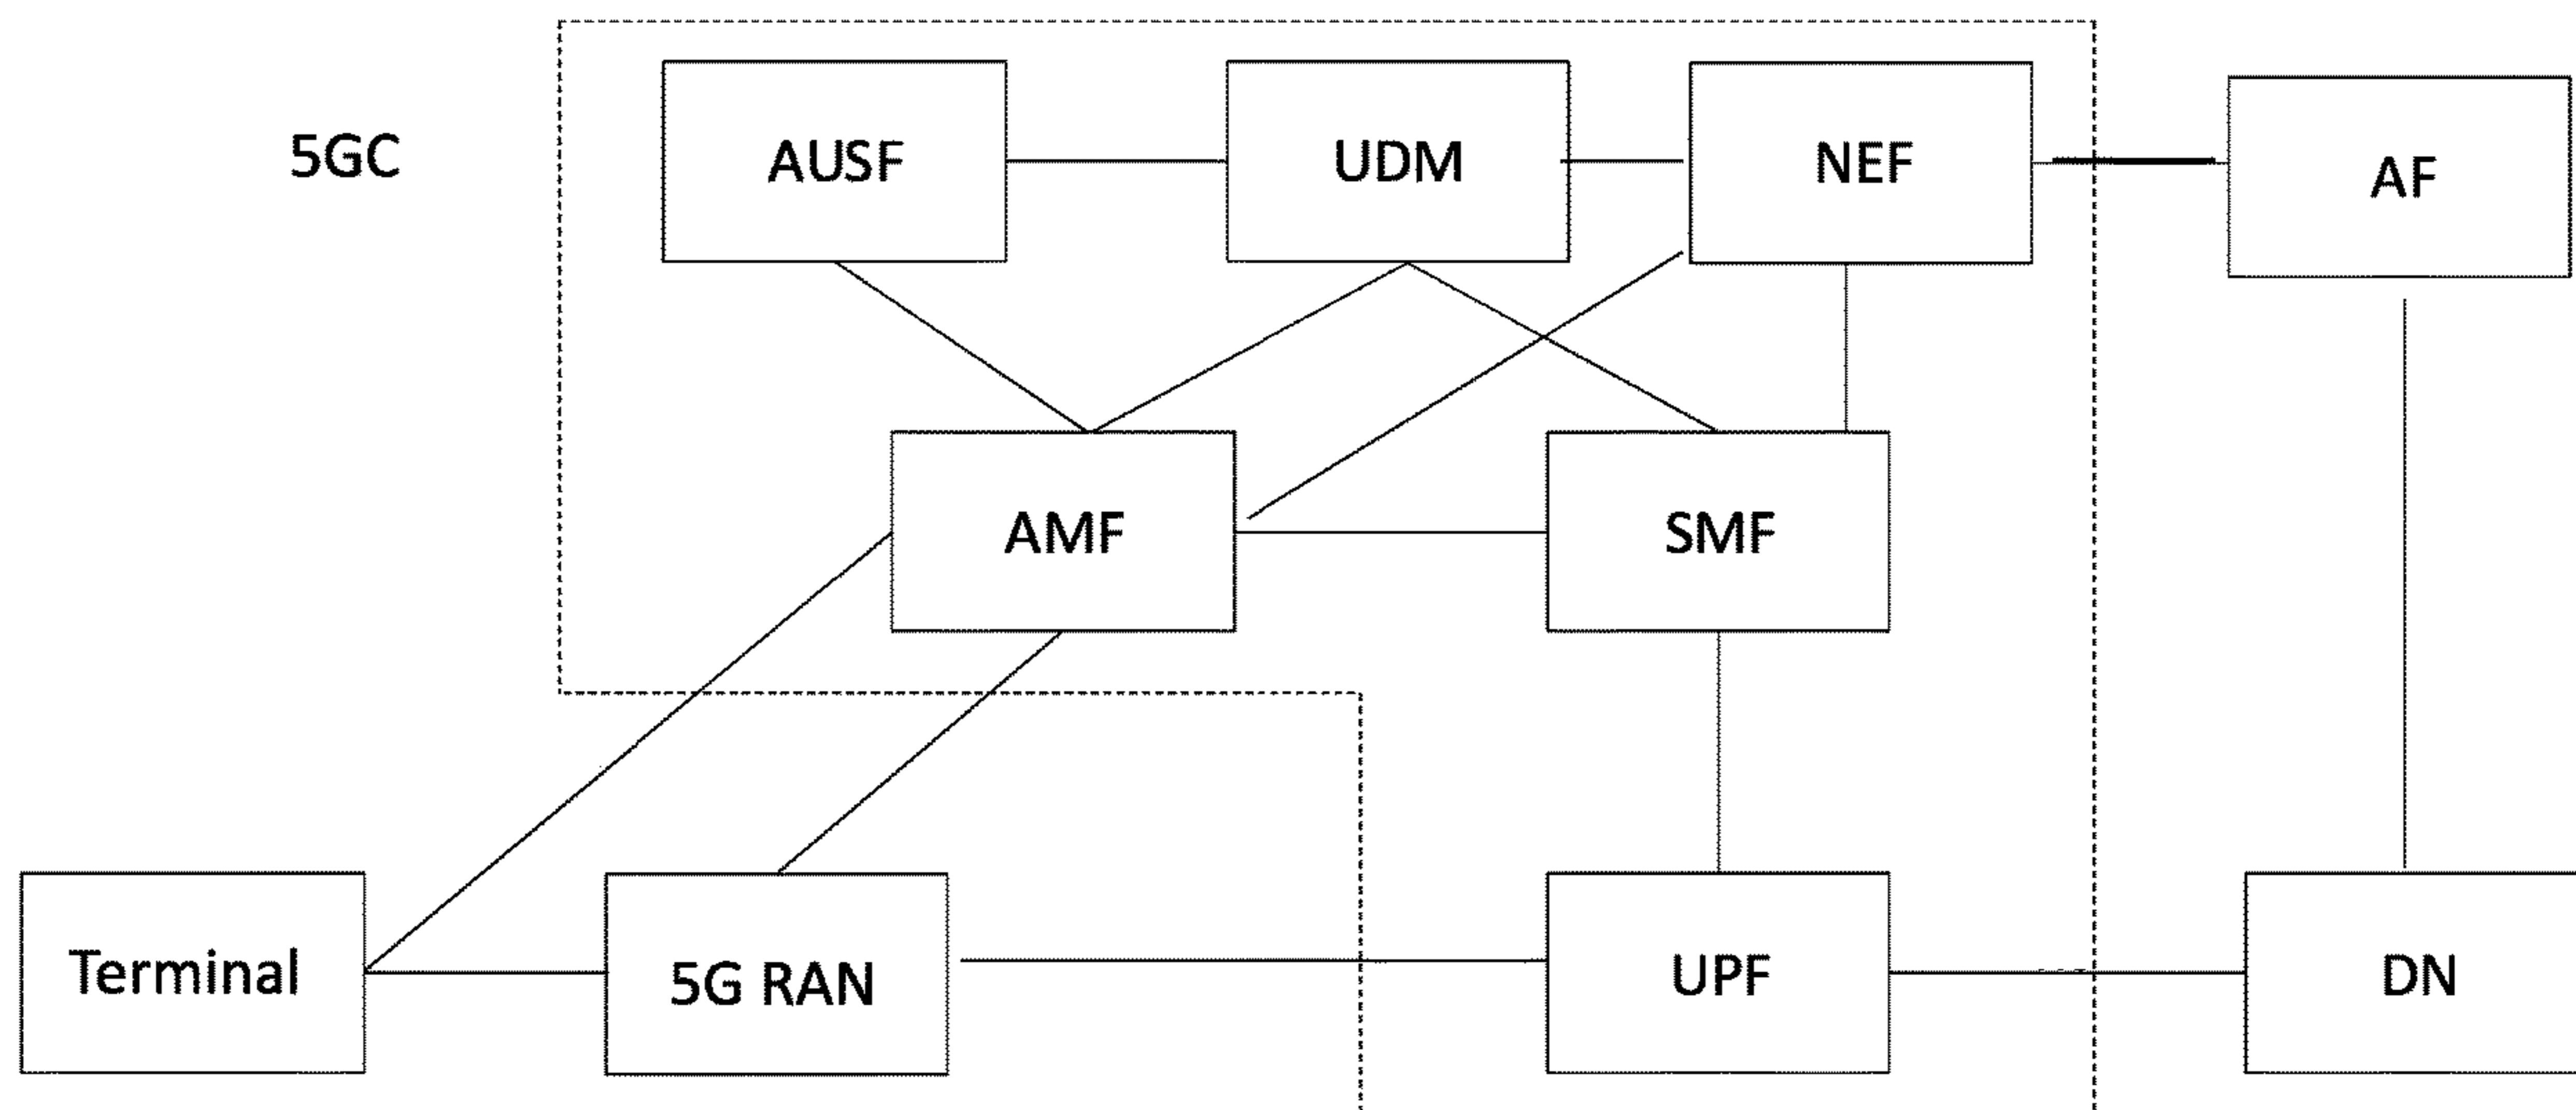 5GC
AUSF
UDM
NEF
AF
AMF
SMF
Terminal
5G RAN
UPF
DN